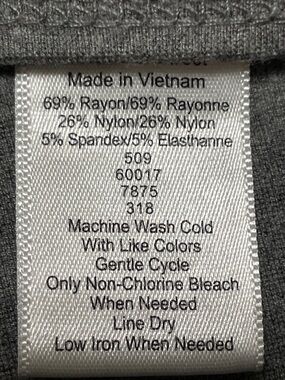 Made in Vietnam
69% Rayon/69% Rayonne
26% Nylon/26% Nylon
5% Spandex/5% Elasthanne
509
60017
7875
318
Machine Wash Cold
With Like Colors
Gentle Cycle
Only Non-Chlorine Bleach
When Needed
Line Dry
Low Iron When Needed